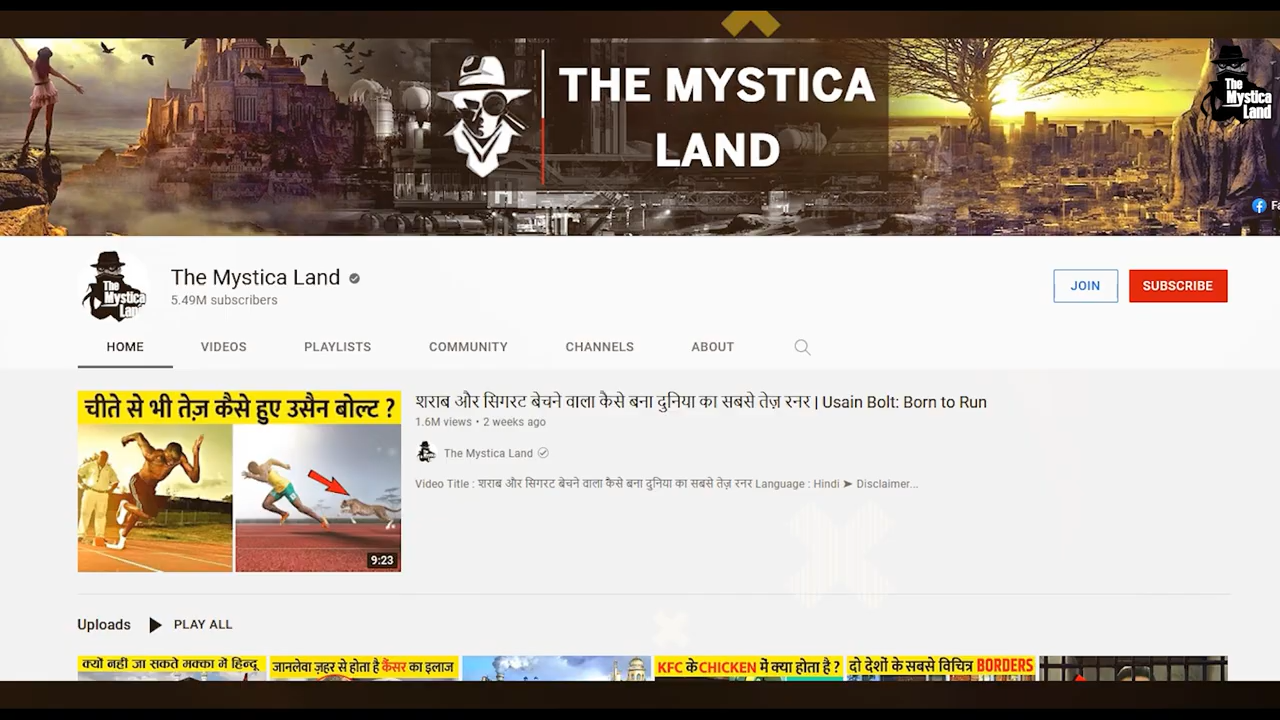 THE MYSTICA
LAND
The
Mystica
Land
The Mystica Land
5.49M subscribers
The
Mystica
Land
JOIN
SUBSCRIBE
HOME
VIDEOS
PLAYLISTS
COMMUNITY
CHANNELS
ABOUT
चीते से भी तेज़ कैसे हुए उसैन बोल्ट ?
9:23
शराब और सिगरट बेचने वाला कैसे बना दुनिया का सबसे तेज़ रनर | Usain Bolt: Born to Run
1.6M views • 2 weeks ago
The Mystica Land
Video Title : शराब और सिगरट बेचने वाला कैसे बना दुनिया का सबसे तेज़ रनर Language : Hindi ➤ Disclaimer...
Uploads
PLAY ALL
क्यों नही जा सकते मक्का में हिन्दू
जानलेवा ज़हर से होता है कैंसर का इलाज
KFC के CHICKEN में क्या होता है ?
दो देशों के सबसे विचित्र BORDERS